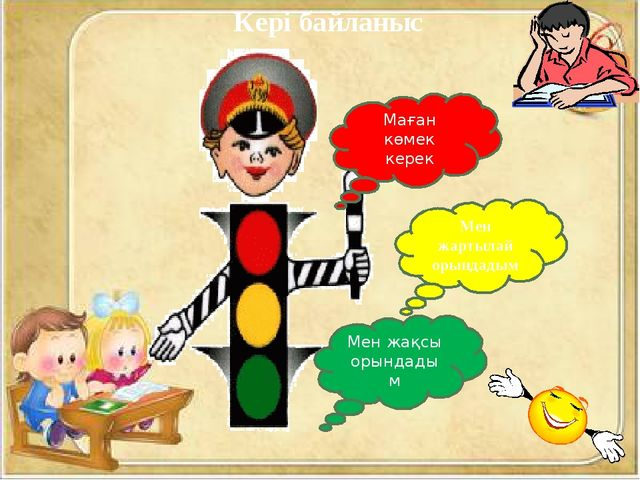 Кері байланыс
Маған
көмек
керек
Мен
жартылай
орындадым
Мен жақсы
орындады
м